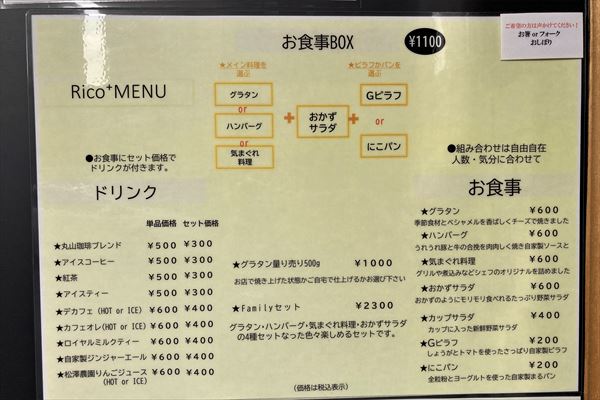 お食事BOX ¥1100
ご希望の方は声かけてください!
お箸 or フォーク
おしぼり
Rico⁺MENU
★メイン料理を
選ぶ
グラタン
or
ハンバーグ
or
気まぐれ
料理
+
おかず
サラダ
+
★ピラフかパンを
選ぶ
Gピラフ
or
にこパン
●お食事にセット価格で
ドリンクが付きます。
●組み合わせは自由自在
人数・気分に合わせて
ドリンク
単品価格 セット価格
★丸山珈琲ブレンド ¥500 ¥300
★アイスコーヒー ¥500 ¥300
★紅茶 ¥500 ¥300
★アイスティー ¥500 ¥300
★デカフェ(HOT or ICE) ¥600 ¥400
★カフェオレ(HOT or ICE) ¥600 ¥400
★ロイヤルミルクティー ¥600 ¥400
★自家製ジンジャーエール ¥600 ¥400
★松澤農園りんごジュース ¥600 ¥400
(HOT or ICE)
★グラタン量り売り500g ¥1000
お店で焼き上げた状態かご自宅で仕上げるかお選び下さい
★Familyセット ¥2300
グラタン・ハンバーグ・気まぐれ料理・おかずサラダ
の4種セットなった色々楽しめるセットです。
(価格は税込表示)
お食事
★グラタン ¥600
季節食材とベシャメルを香ばしくチーズで焼きました
★ハンバーグ ¥600
うれうれ豚と牛の合挽を肉肉しく焼き自家製ソースと
★気まぐれ料理 ¥600
グリルや煮込みなどシェフのオリジナルを詰めました
★おかずサラダ ¥600
おかずのようにモリモリ食べれるたっぷり野菜サラダ
★カップサラダ ¥400
カップに入った新鮮野菜サラダ
★Gピラフ ¥200
しょうがとトマトを使ったさっぱり自家製ピラフ
★にこパン ¥200
全粒粉とヨーグルトを使った自家製まるパン